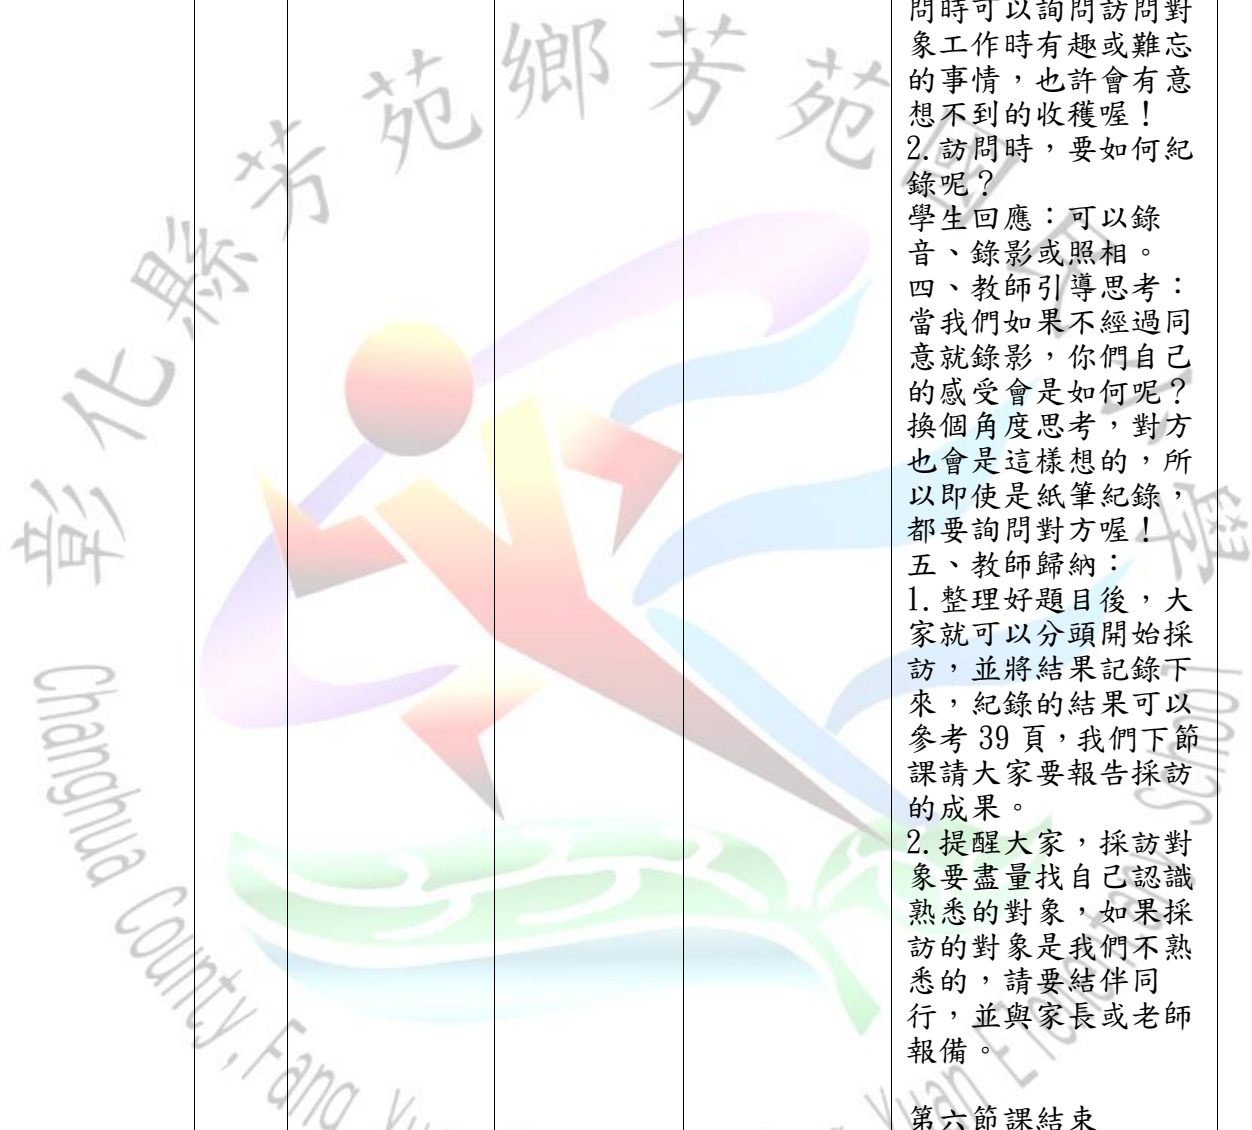 問時可以詢問訪問對
象工作時有趣或難忘
的事情，也許會有意
想不到的收穫喔！
2.訪問時，要如何紀
錄呢？
學生回應：可以錄
音、錄影或照相。
四、教師引導思考：
當我們如果不經過同
意就錄影，你們自己
的感受會是如何呢？
換個角度思考，對方
也會是這樣想的，所
以即使是紙筆紀錄，
都要詢問對方喔！
五、教師歸納：
1.整理好題目後，大
家就可以分頭開始採
訪，並將結果記錄下
來，紀錄的結果可以
參考 39 頁，我們下節
課請大家要報告採訪
的成果。
2.提醒大家，採訪對
象要盡量找自己認識
熟悉的對象，如果採
訪的對象是我們不熟
悉的，請要結伴同
行，並與家長或老師
報備。
第六節課結束
彰化縣芳苑鄉芳苑國民小學
Changhua County, Fang Yuan Elementary School